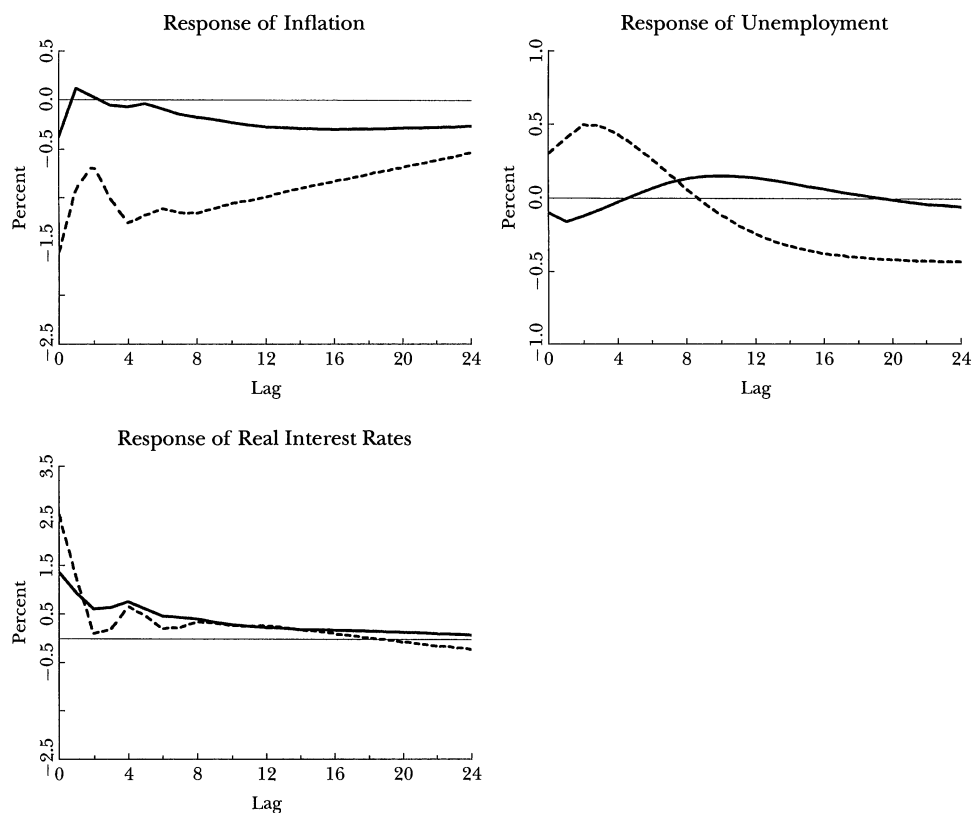 Response of Inflation
Percent
0.5
0.0
−0.5
−1.5
−2.5
0 4 8 12 16 20 24
Lag
Response of Unemployment
Percent
1.0
0.5
0.0
−0.5
−1.0
0 4 8 12 16 20 24
Lag
Response of Real Interest Rates
Percent
3.5
2.5
1.5
0.5
−0.5
−2.5
0 4 8 12 16 20 24
Lag